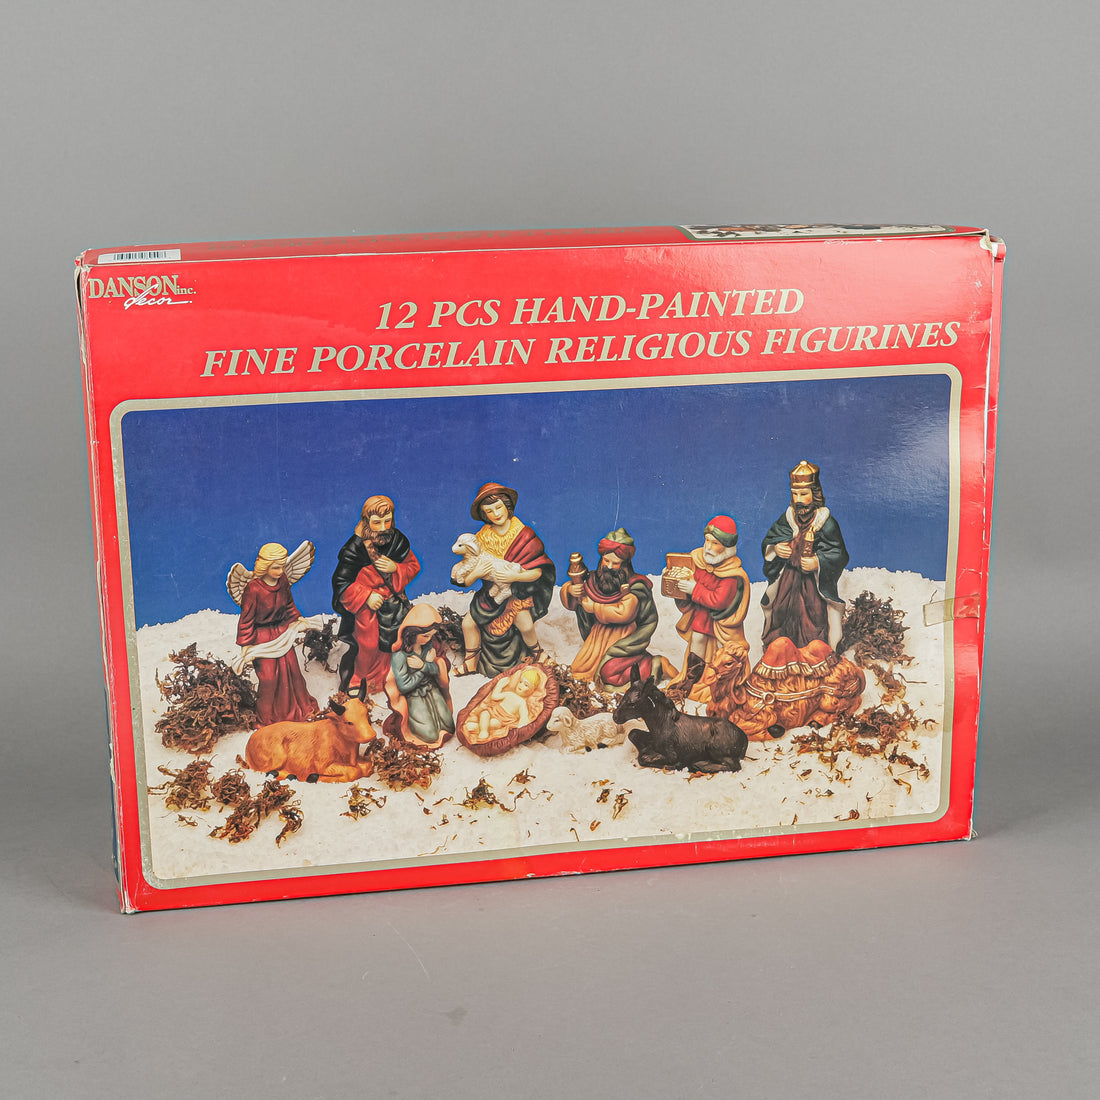 DANSON inc.
decor
12 PCS HAND-PAINTED
FINE PORCELAIN RELIGIOUS FIGURINES